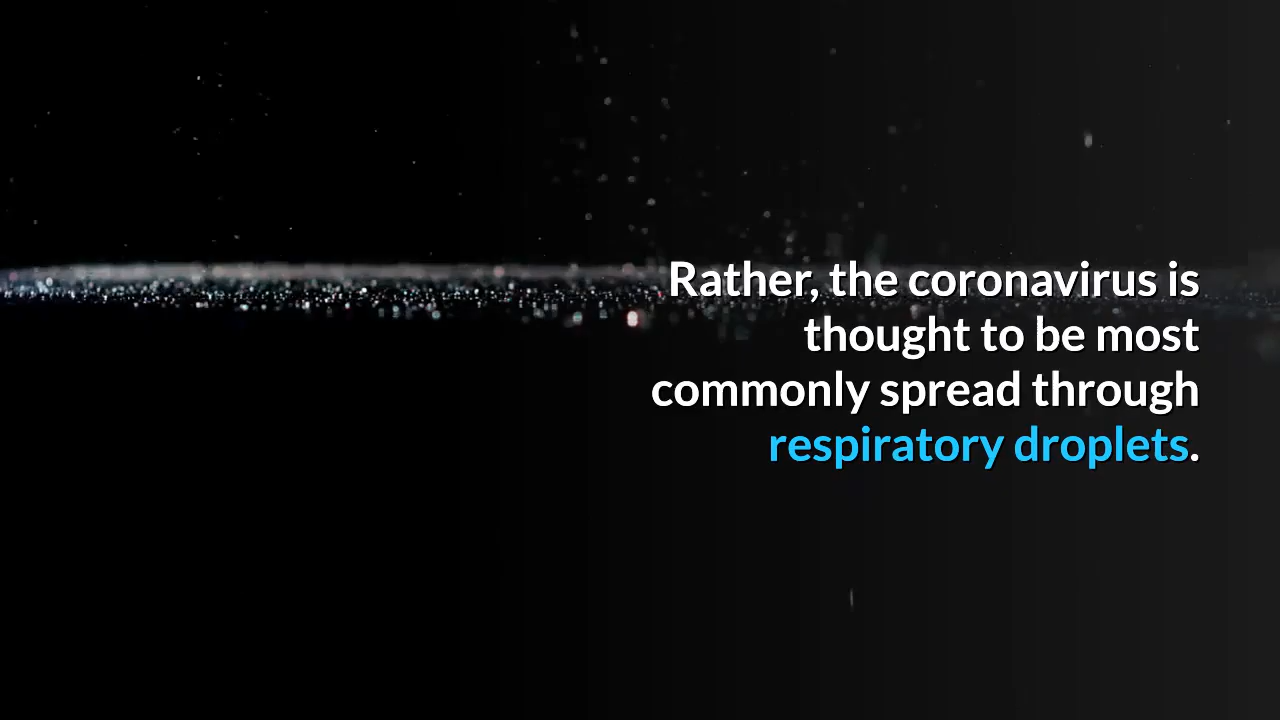 Rather, the coronavirus is
thought to be most
commonly spread through
respiratory droplets.